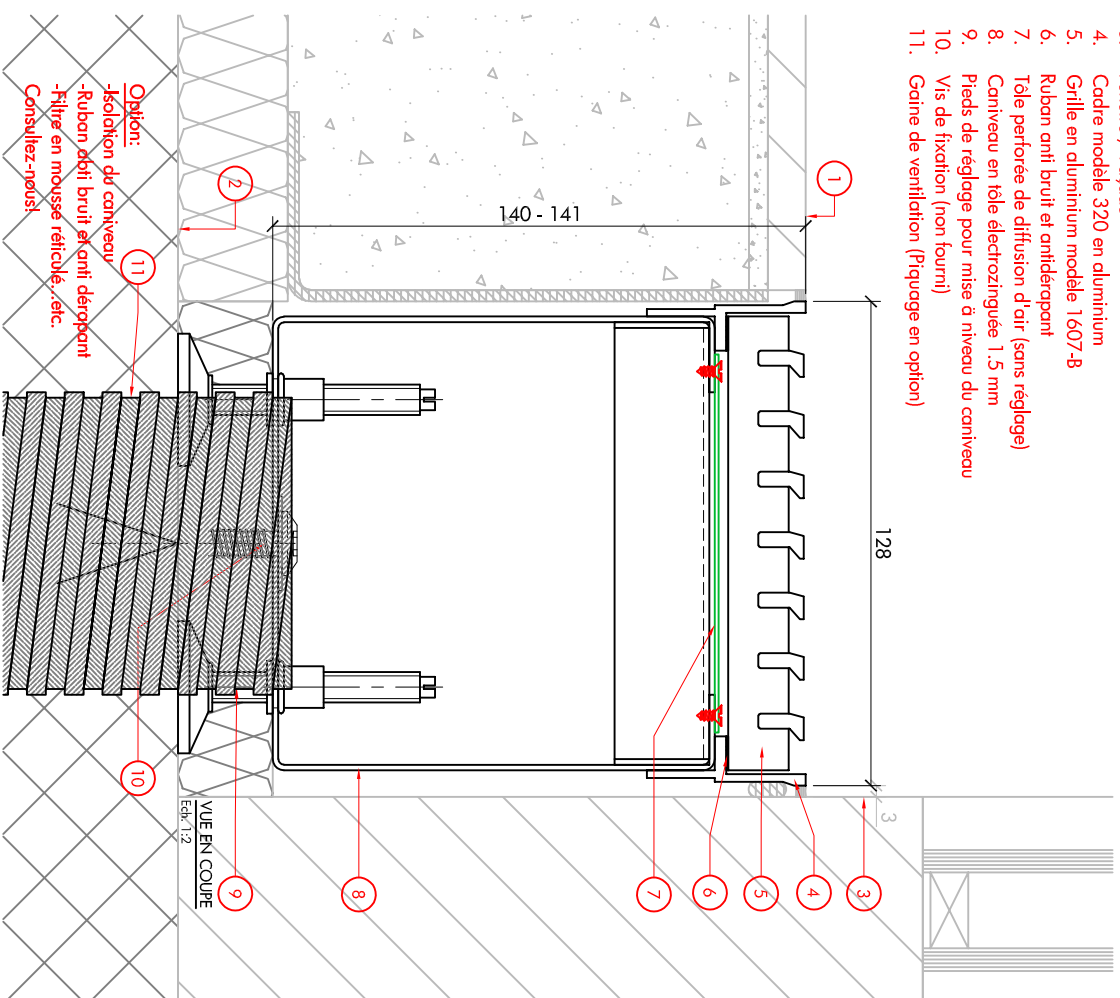 4. Cadre modèle 320 en aluminium
5. Grille en aluminium modèle 1607-B
6. Ruban anti bruit et antidérapant
7. Tôle perforée de diffusion d'air (sans réglage)
8. Caniveau en tôle électrozinguée 1.5 mm
9. Pieds de réglage pour mise à niveau du caniveau
10. Vis de fixation (non fourni)
11. Gaine de ventilation (Piquage en option)
1
2
140 - 141
128
3
3
4
5
6
7
8
9
10
11
Option:
-Isolation du caniveau
-Ruban abti bruit et anti dérapant
-Filtre en mousse réticulé...etc.
Consultez-nous!
VUE EN COUPE
Ech. 1:2